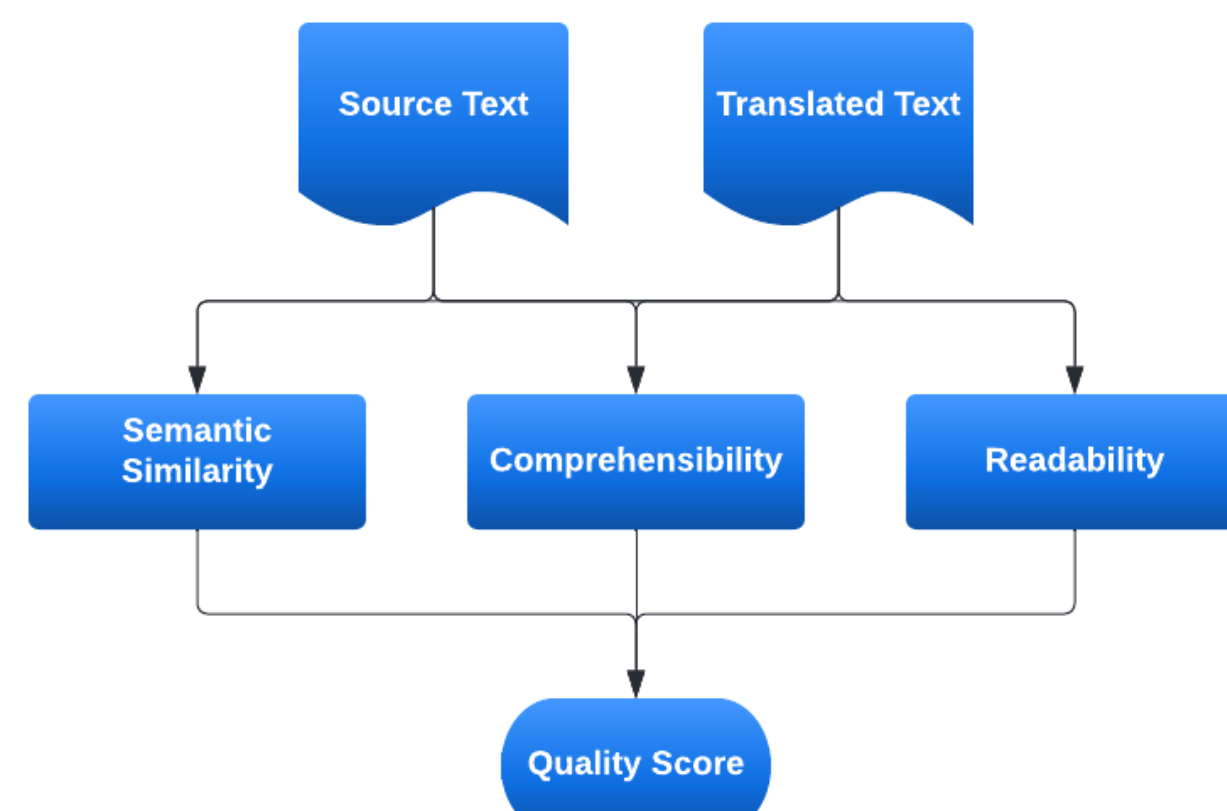 Source Text
Translated Text
Semantic
Similarity
Comprehensibility
Readability
Quality Score